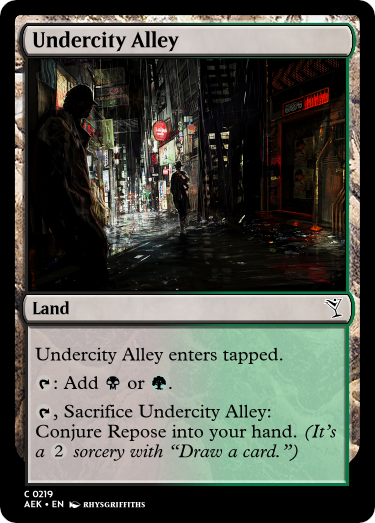 Undercity Alley
Land
Undercity Alley enters tapped.
: Add or .
, Sacrifice Undercity Alley:
Conjure Repose into your hand. (It's
a 2 sorcery with “Draw a card.”)
C 0219
AEK • EN RHYSGRIFFITHS